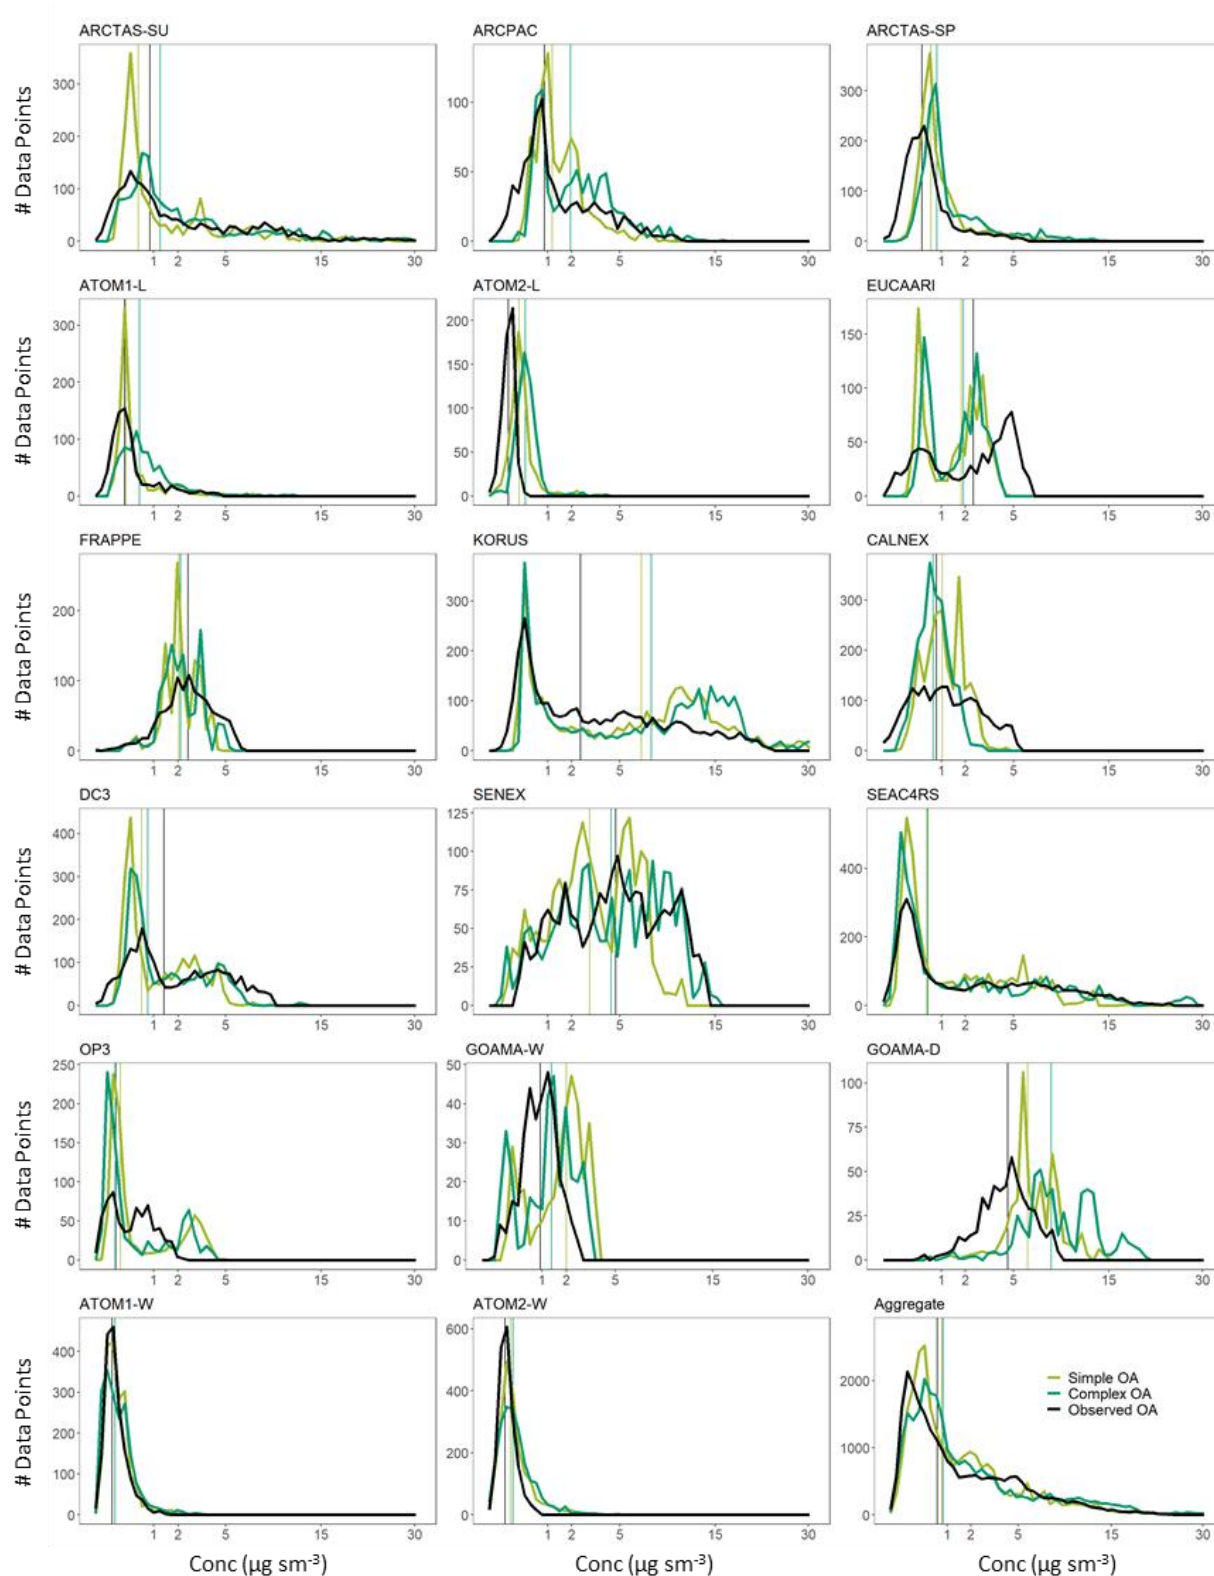 ARCTAS-SU ARCPAC ARCTAS-SP
# Data Points
300 200 100 0
100 50 0
300 200 100 0
1 2 5 15 30 1 2 5 15 30 1 2 5 15 30
ATOM1-L ATOM2-L EUCAARI
# Data Points
300 200 100 0
200 150 100 50 0
150 100 50 0
1 2 5 15 30 1 2 5 15 30 1 2 5 15 30
FRAPPE KORUS CALNEX
# Data Points
200 100 0
300 200 100 0
300 200 100 0
1 2 5 15 30 1 2 5 15 30 1 2 5 15 30
DC3 SENEX SEAC4RS
# Data Points
400 300 200 100 0
125 100 75 50 25 0
400 200 0
1 2 5 15 30 1 2 5 15 30 1 2 5 15 30
OP3 GOAMA-W GOAMA-D
# Data Points
250 200 150 100 50 0
50 40 30 20 10 0
100 75 50 25 0
1 2 5 15 30 1 2 5 15 30 1 2 5 15 30
ATOM1-W ATOM2-W Aggregate
# Data Points
400 300 200 100 0
600 400 200 0
2000 1000 0
Simple OA
Complex OA
Observed OA
1 2 5 15 30 1 2 5 15 30 1 2 5 15 30
Conc (µg sm⁻³) Conc (µg sm⁻³) Conc (µg sm⁻³)